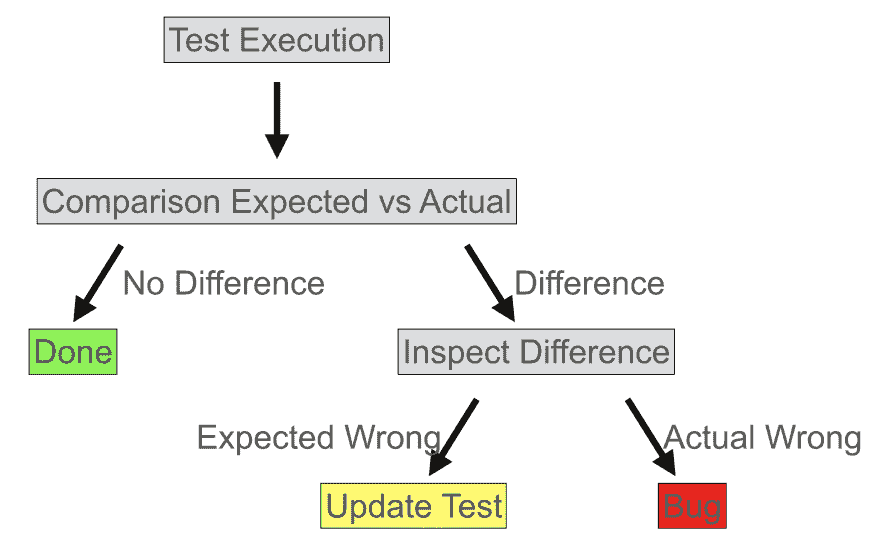 Test Execution
Comparison Expected vs Actual
No Difference
Difference
Done
Inspect Difference
Expected Wrong
Actual Wrong
Update Test
Bug